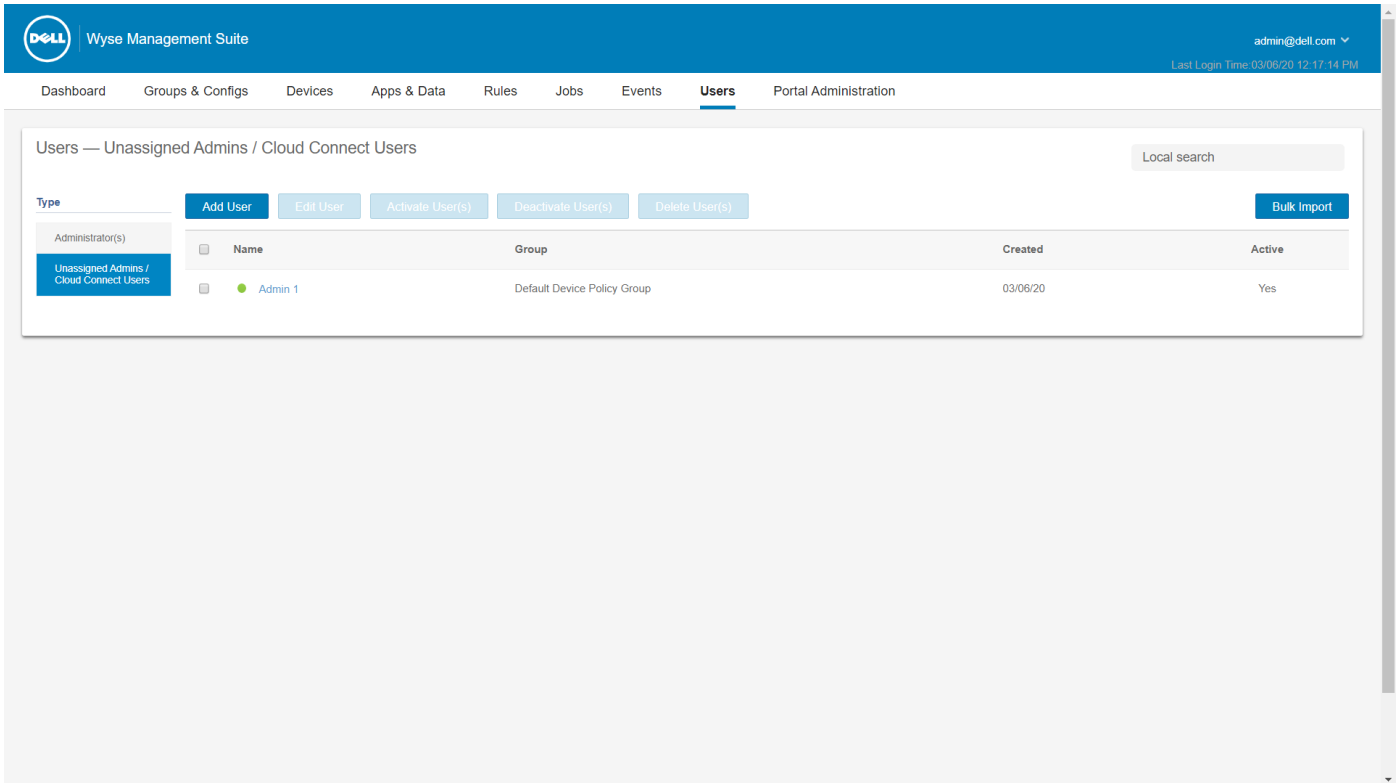 DELL
Wyse Management Suite
admin@dell.com
Last Login Time:03/06/20 12:17:14 PM
Dashboard Groups & Configs Devices Apps & Data Rules Jobs Events Users Portal Administration
Users — Unassigned Admins / Cloud Connect Users
Local search
Type
Administrator(s)
Unassigned Admins /
Cloud Connect Users
Add User Edit User Activate User(s) Deactivate User(s) Delete User(s) Bulk Import
Name Group Created Active
Admin 1 Default Device Policy Group 03/06/20 Yes